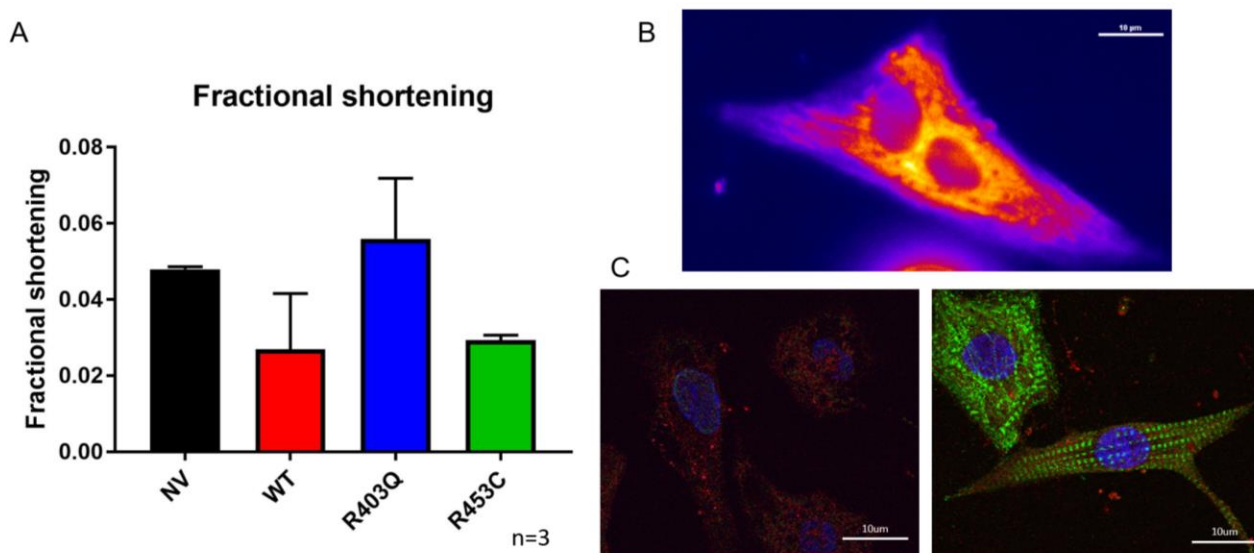 A
Fractional shortening
Fractional shortening
0.08
0.06
0.04
0.02
0.00
NV
WT
R403Q
R453C
n=3
B
10 µm
C
10um
10um